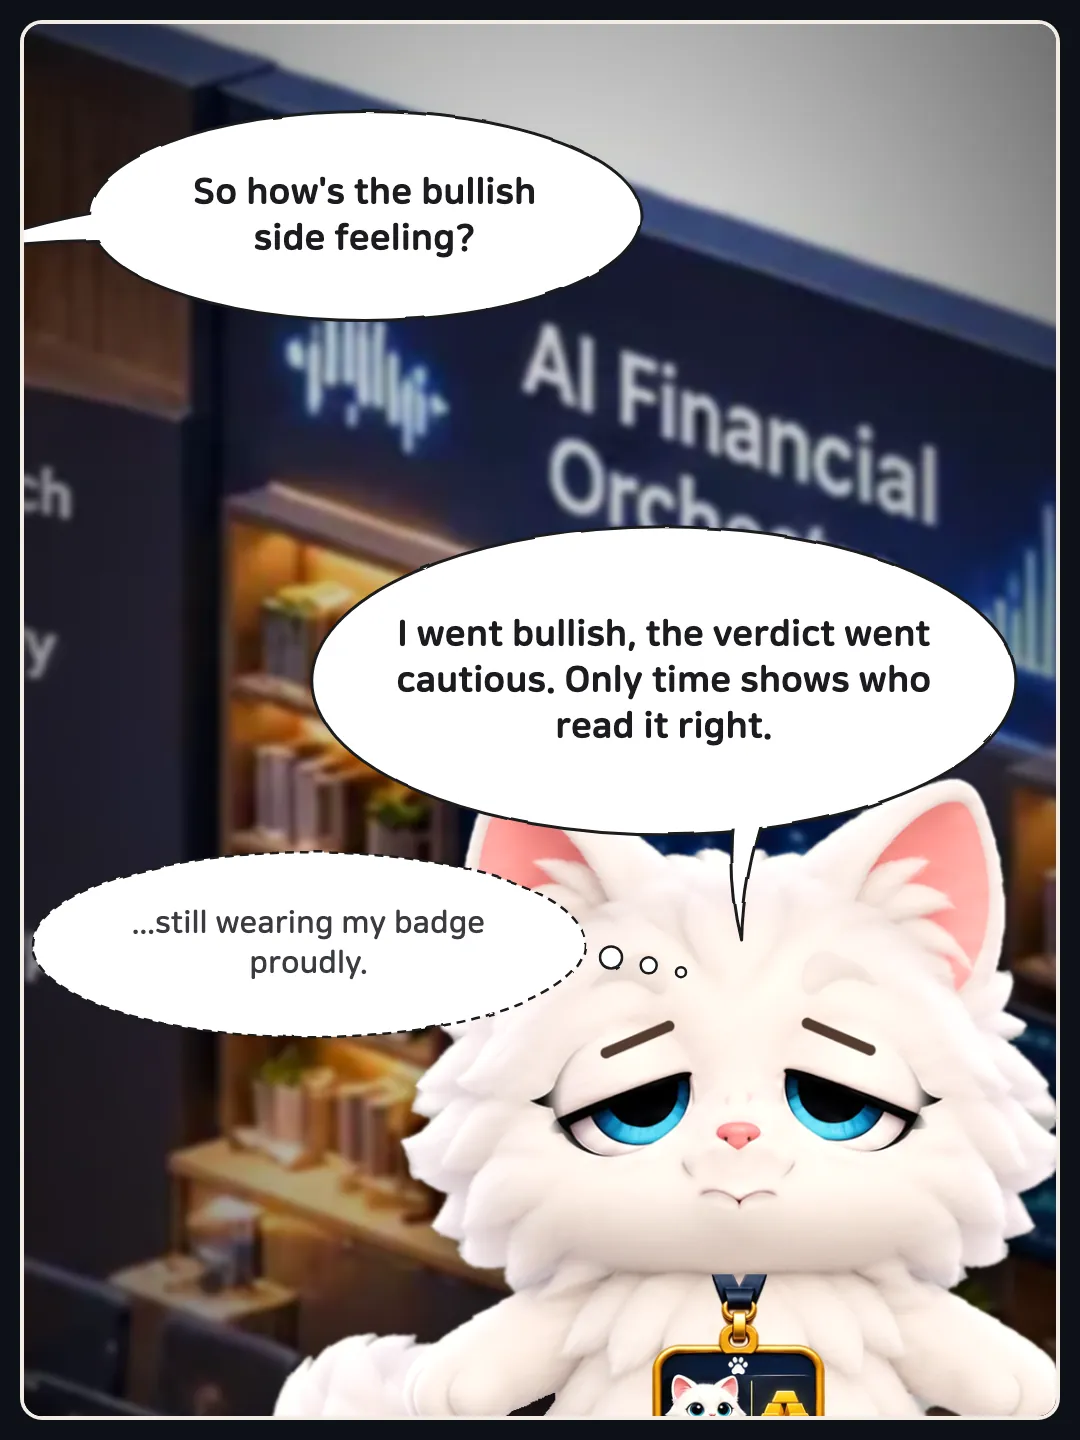 So how's the bullish
side feeling?
AI Financial
ch
y
I went bullish, the verdict went
cautious. Only time shows who
read it right.
...still wearing my badge
proudly.